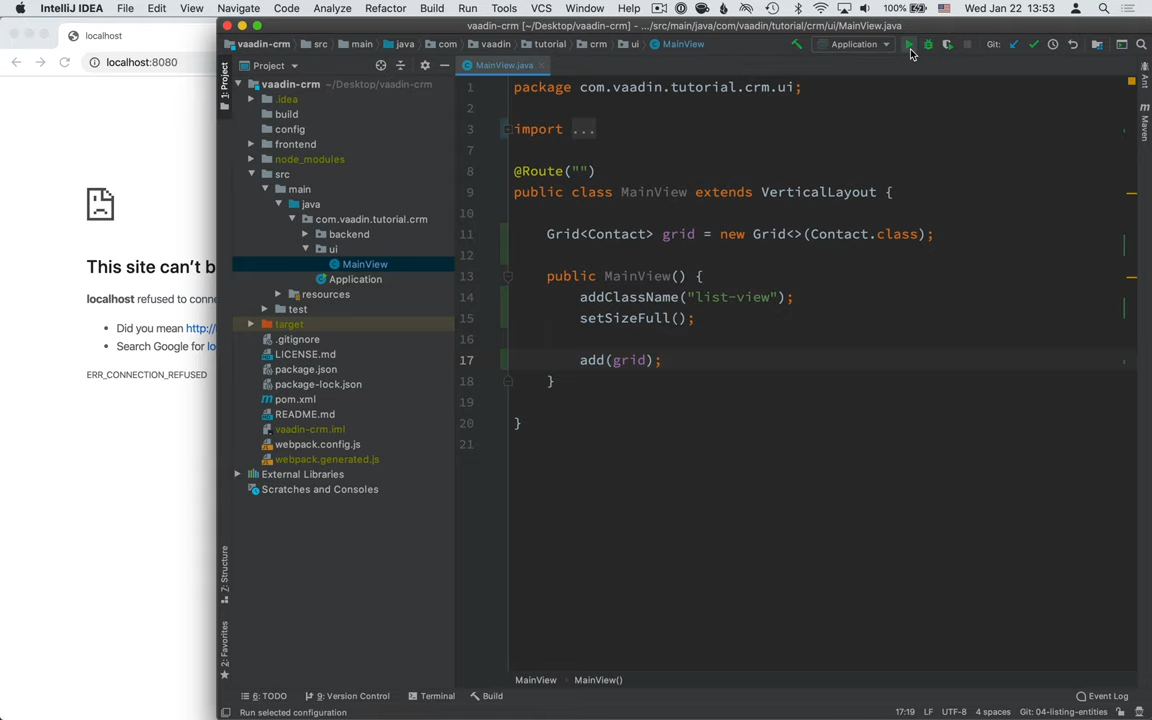 IntelliJ IDEA File Edit View Navigate Code Analyze Refactor Build Run Tools VCS Window Help 100% Wed Jan 22 13:53
vaadin-crm [~/Desktop/vaadin-crm] - .../src/main/java/com/vaadin/tutorial/crm/ui/MainView.java
localhost
localhost:8080
This site can't b
localhost refused to conne
Did you mean http://
Search Google for lo
ERR_CONNECTION_REFUSED
vaadin-crm src main java com vaadin tutorial crm ui MainView Application Git:
Project
MainView.java
1: Project
7: Structure
2: Favorites
Ant
Maven
vaadin-crm ~/Desktop/vaadin-crm
.idea
build
config
frontend
node_modules
src
main
java
com.vaadin.tutorial.crm
backend
ui
MainView
Application
resources
test
target
.gitignore
LICENSE.md
package.json
package-lock.json
pom.xml
README.md
vaadin-crm.iml
webpack.config.js
webpack.generated.js
External Libraries
Scratches and Consoles
1 package com.vaadin.tutorial.crm.ui;
2
3 import ...
7
8 @Route("")
9 public class MainView extends VerticalLayout {
10
11 Grid<Contact> grid = new Grid<>(Contact.class);
12
13 public MainView() {
14 addClassName("list-view");
15 setSizeFull();
16
17 add(grid);
18 }
19
20 }
21
MainView MainView()
6: TODO 9: Version Control Terminal Build Event Log
Run selected configuration 17:19 LF UTF-8 4 spaces Git: 04-listing-entities